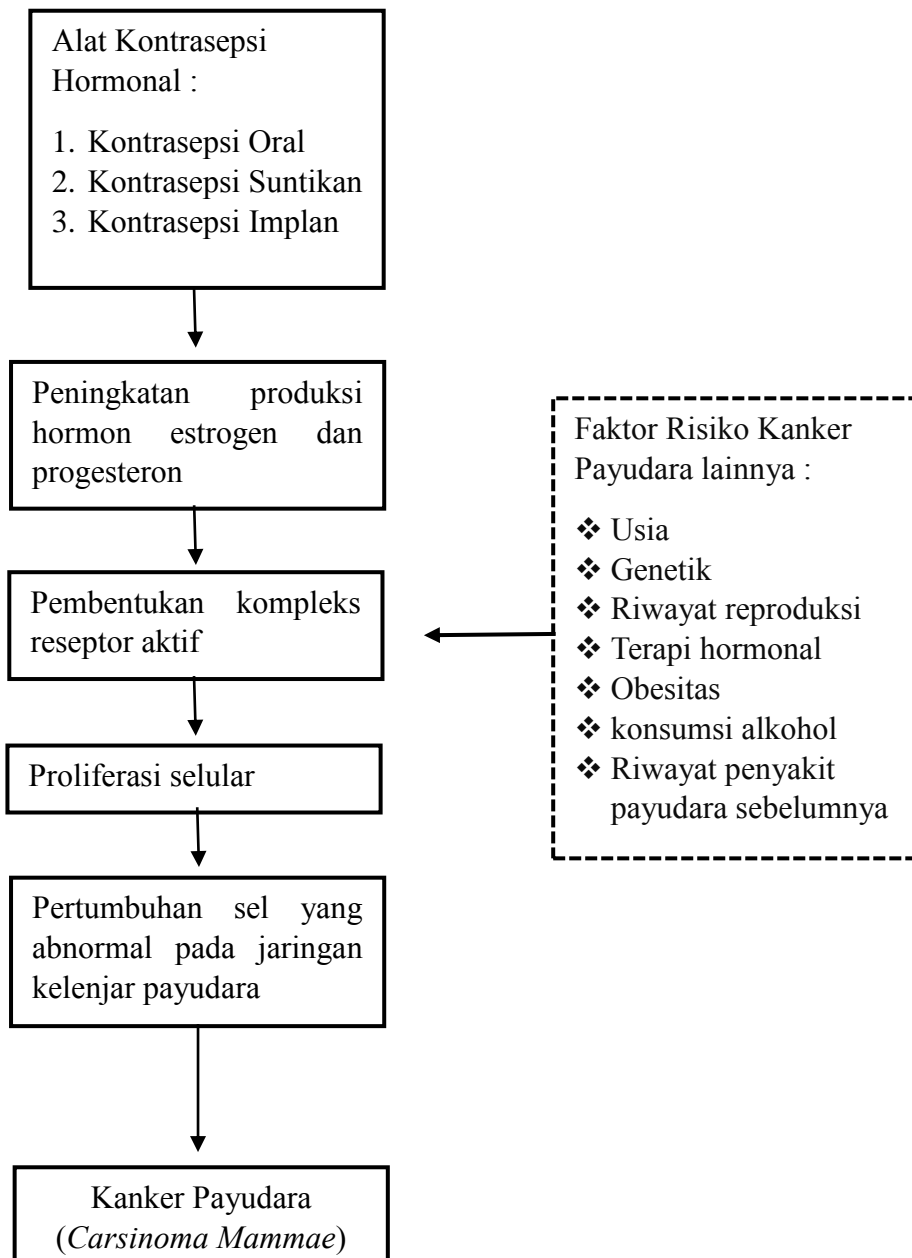 Alat Kontrasepsi
Hormonal :
1. Kontrasepsi Oral
2. Kontrasepsi Suntikan
3. Kontrasepsi Implan
Peningkatan produksi
hormon estrogen dan
progesteron
Pembentukan kompleks
reseptor aktif
Proliferasi selular
Pertumbuhan sel yang
abnormal pada jaringan
kelenjar payudara
Kanker Payudara
(Carsinoma Mammae)
Faktor Risiko Kanker
Payudara lainnya :
❖ Usia
❖ Genetik
❖ Riwayat reproduksi
❖ Terapi hormonal
❖ Obesitas
❖ konsumsi alkohol
❖ Riwayat penyakit
payudara sebelumnya